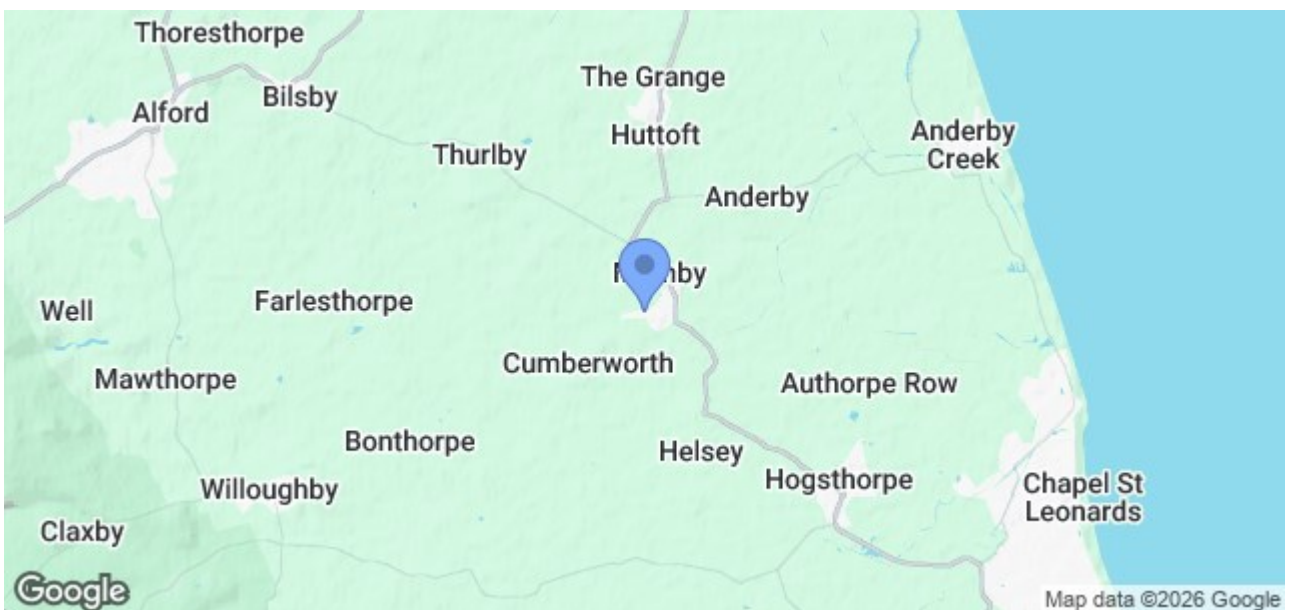 Thoresthorpe
The Grange
Bilsby
Alford
Huttoft
Anderby
Creek
Thurlby
Anderby
Farlesthorpe
Well
Cumberworth
Mawthorpe
Authorpe Row
Bonthorpe
Helsey
Hogsthorpe
Willoughby
Chapel St
Leonards
Claxby
Google
Map data ©2026 Google